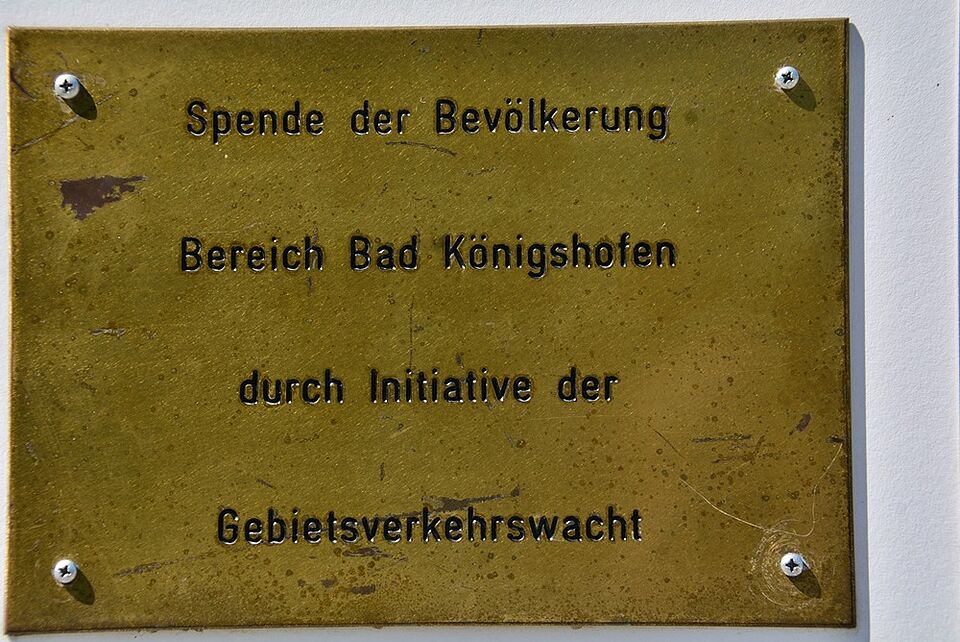 Spende der Bevölkerung
Bereich Bad Königshofen
durch Initiative der
Gebietsverkehrswacht